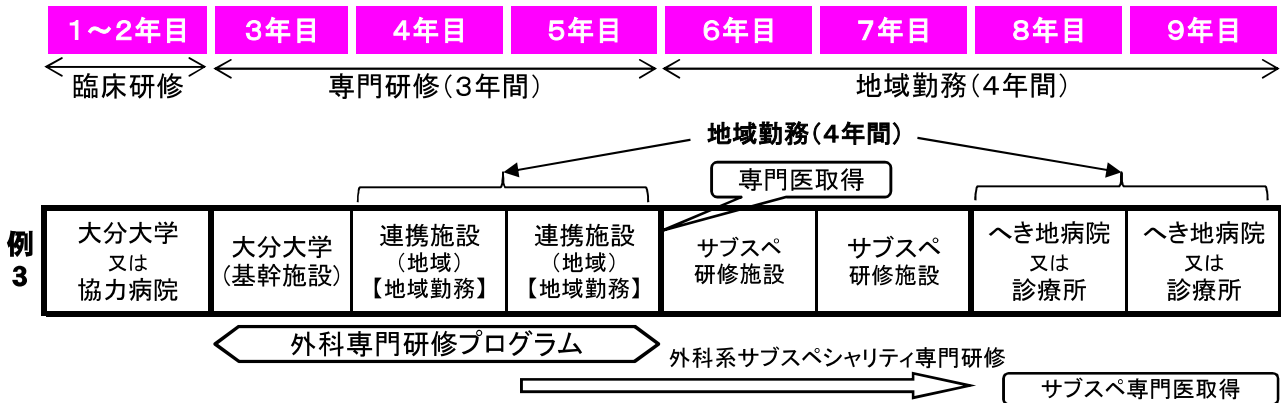 1～2年目 3年目 4年目 5年目 6年目 7年目 8年目 9年目
臨床研修 専門研修(3年間) 地域勤務(4年間)
地域勤務(4年間)
専門医取得
例
3
大分大学
又は
協力病院
大分大学
(基幹施設)
連携施設
(地域)
【地域勤務】
連携施設
(地域)
【地域勤務】
サブスペ
研修施設
サブスペ
研修施設
へき地病院
又は
診療所
へき地病院
又は
診療所
外科専門研修プログラム
外科系サブスペシャリティ専門研修
サブスペ専門医取得